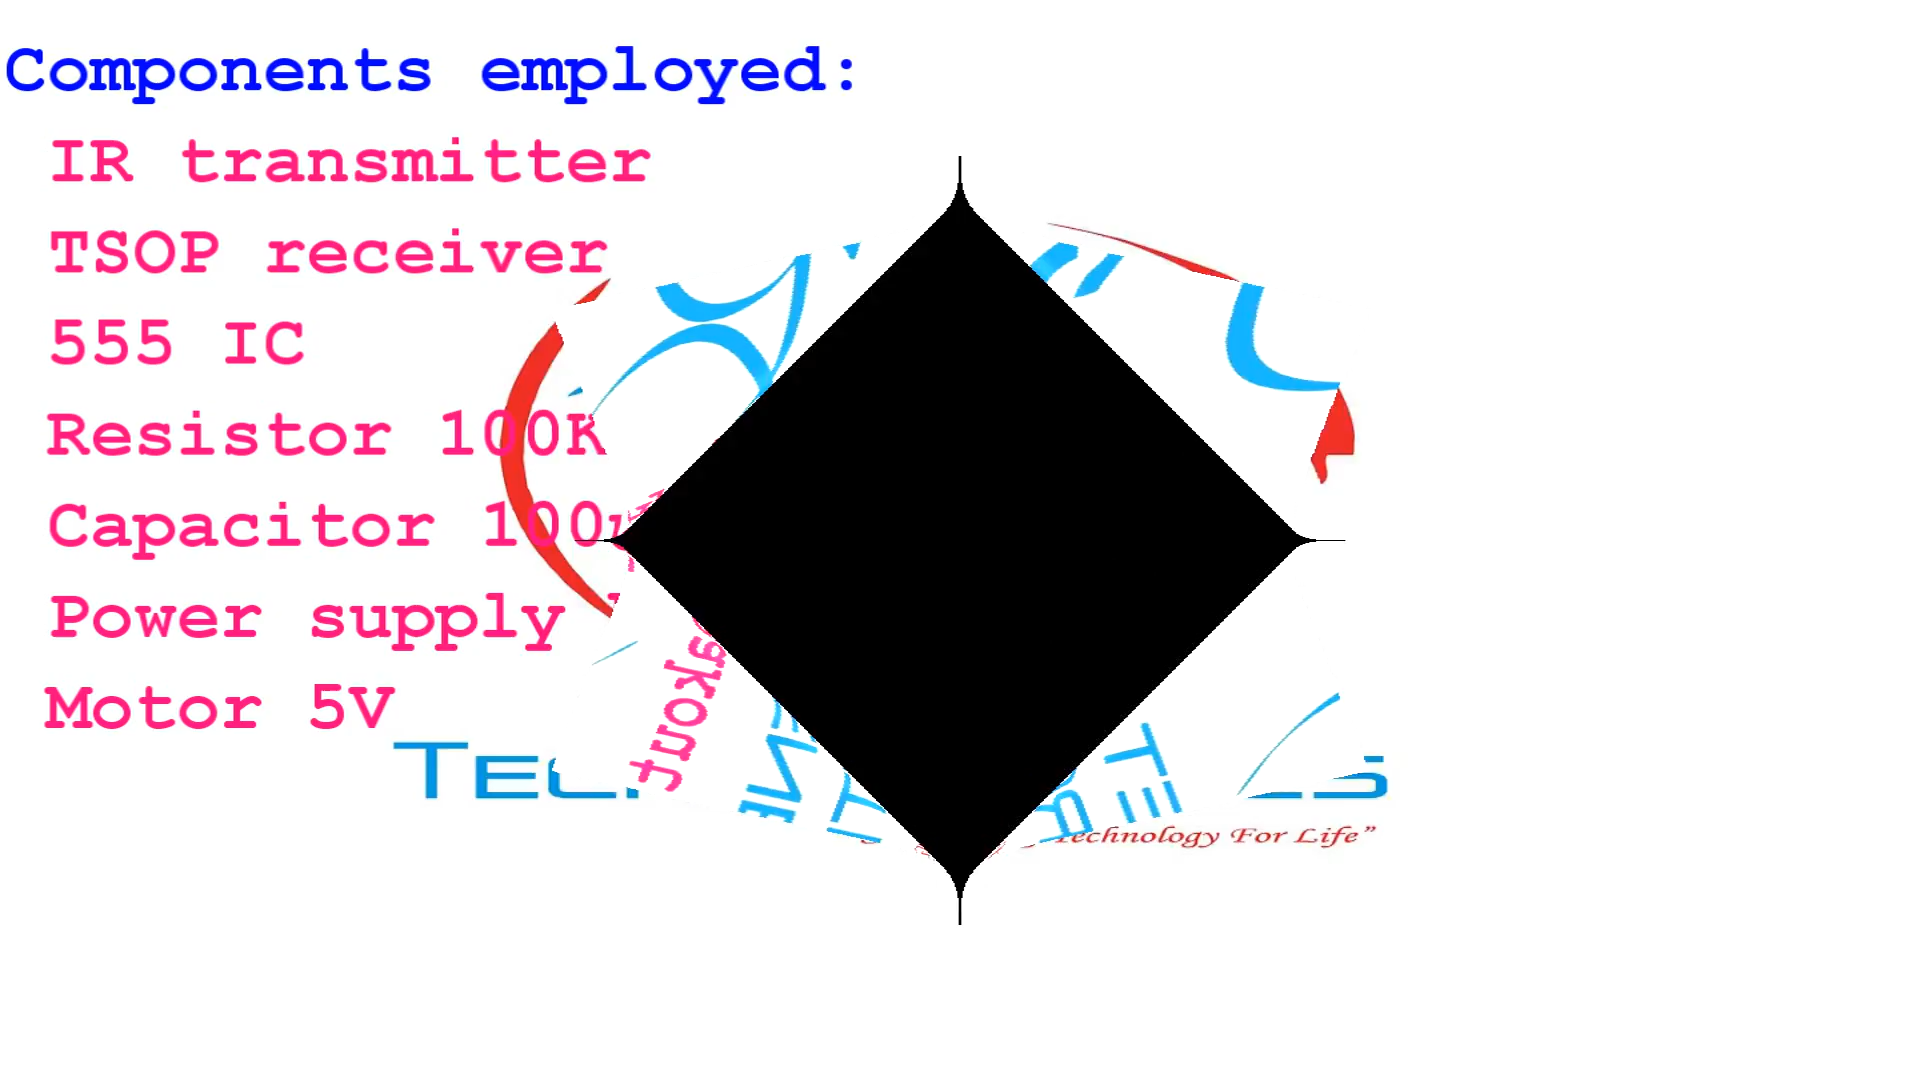 Components employed:
IR transmitter
TSOP receiver
555 IC
Resistor 100K
Capacitor 100
Power supply
Motor 5V
Technology For Life”